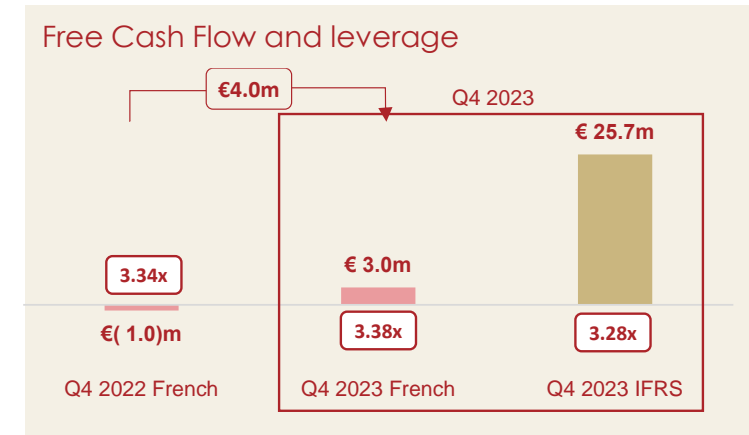 Free Cash Flow and leverage
€4.0m
Q4 2023
€ 25.7m
3.34x
€ 3.0m
€( 1.0)m
3.38x
3.28x
Q4 2022 French
Q4 2023 French
Q4 2023 IFRS